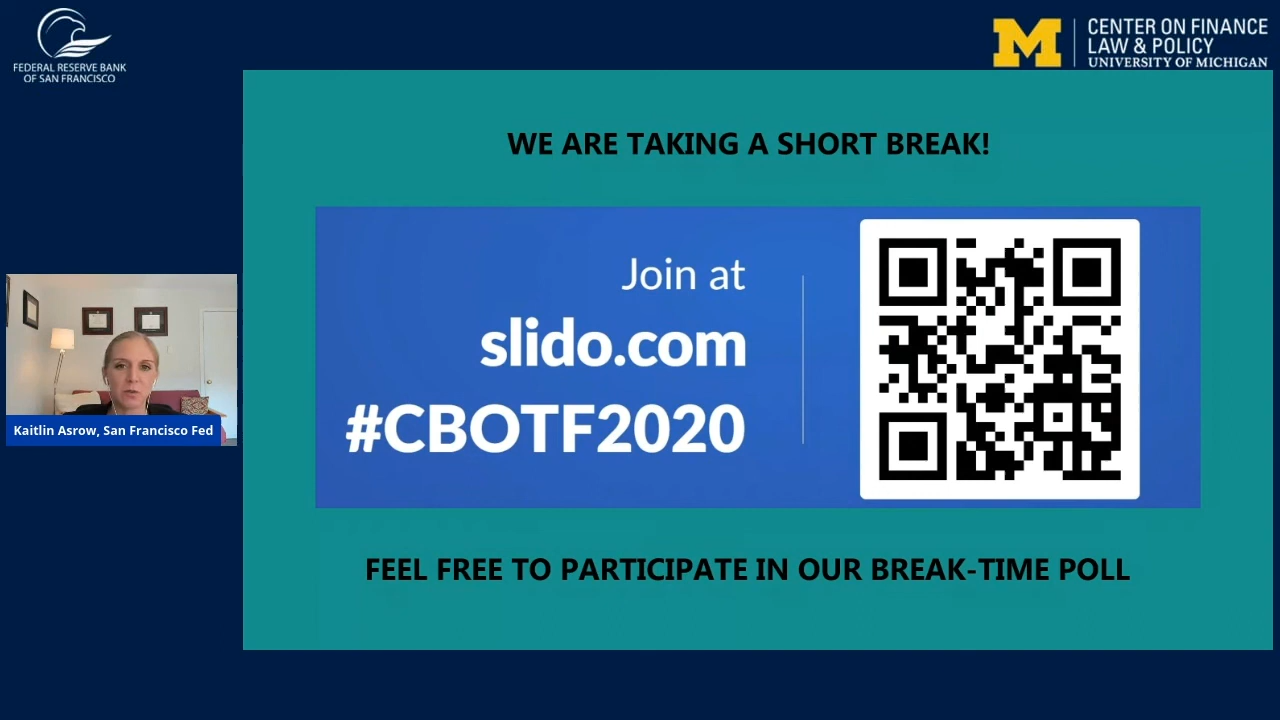 FEDERAL RESERVE BANK
OF SAN FRANCISCO
M
CENTER ON FINANCE
LAW & POLICY
UNIVERSITY OF MICHIGAN
WE ARE TAKING A SHORT BREAK!
Join at
slido.com
#CBOTF2020
Kaitlin Asrow, San Francisco Fed
FEEL FREE TO PARTICIPATE IN OUR BREAK-TIME POLL